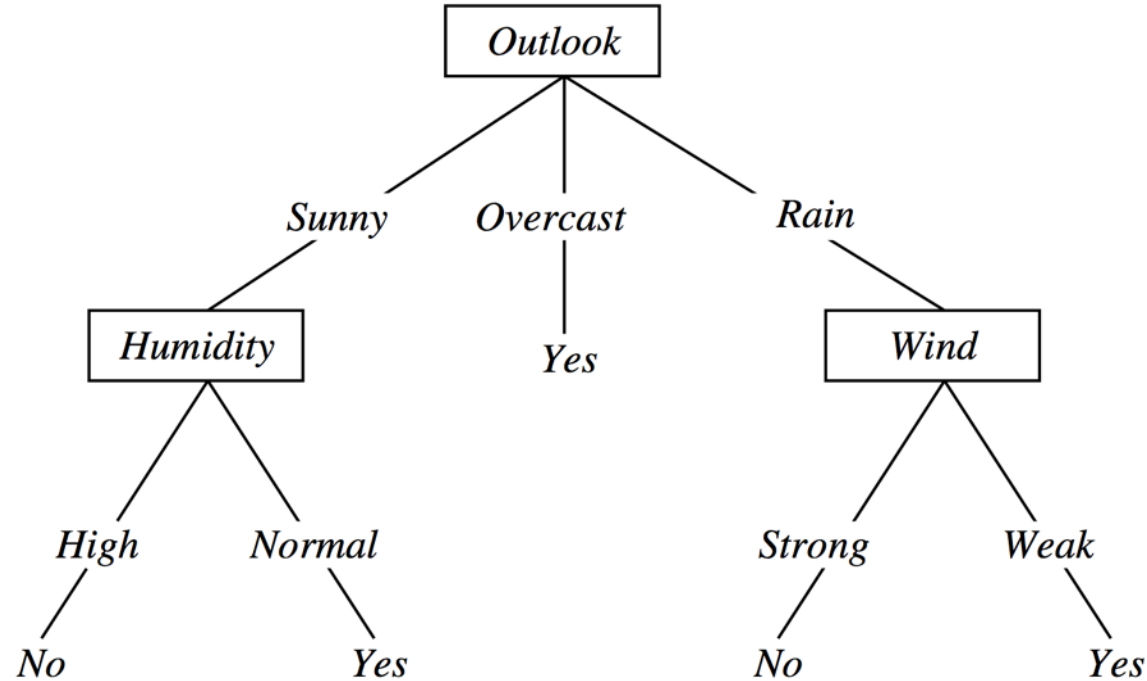 Outlook
Sunny Overcast Rain
Humidity Yes Wind
High Normal Strong Weak
No Yes No Yes